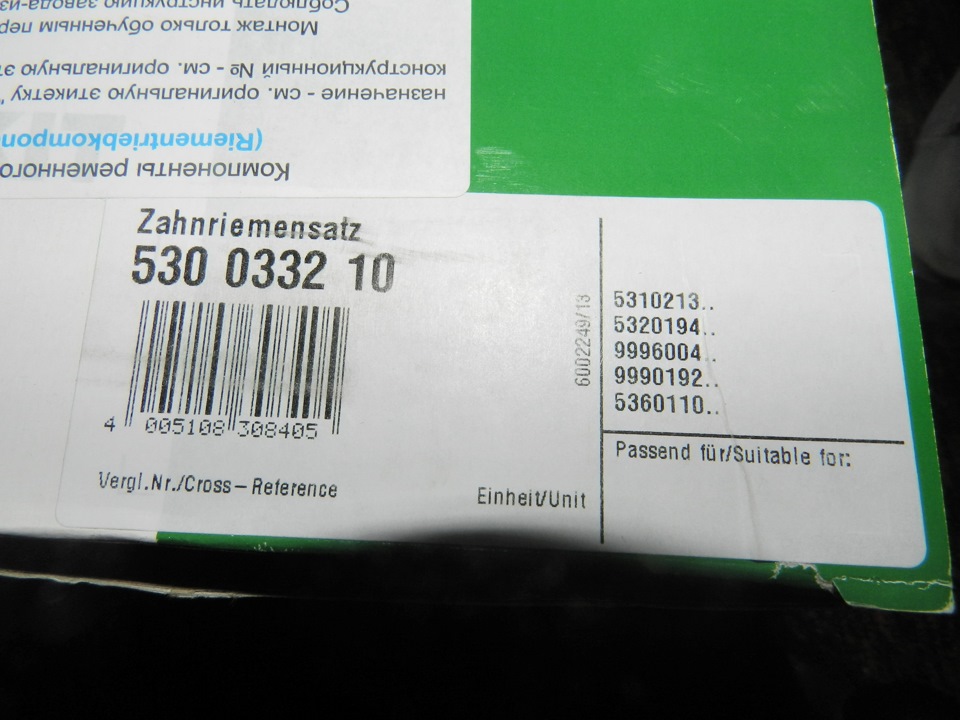 Компоненты ременного
(Riementriebkompon
назначение - см. оригинальную этикетку "
конструкционный № - см. оригинальную э
Монтаж только обученным пер
Соблюдать инструкцию завода-из
Zahnriemensatz
530 0332 10
4 005108 308405
Vergl.Nr./Cross-Reference
Einheit/Unit
6002249/13
5310213..
5320194..
9996004..
9990192..
5360110..
Passend für/Suitable for: